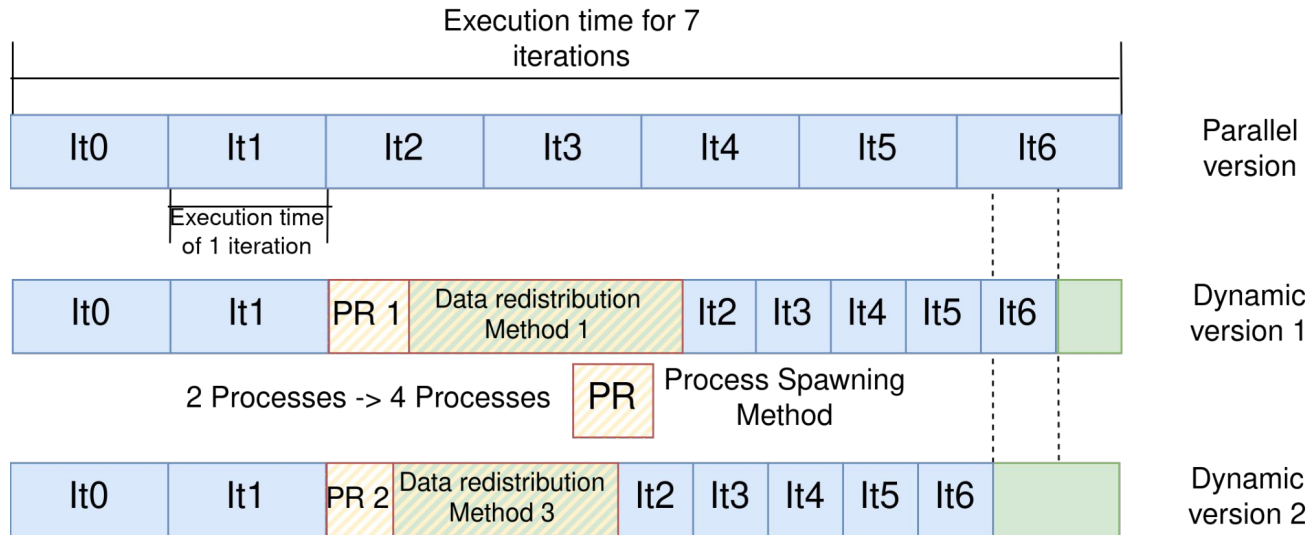 Execution time for 7
iterations
It0 It1 It2 It3 It4 It5 It6
Parallel
version
Execution time
of 1 iteration
It0 It1 PR 1 Data redistribution
Method 1
It2 It3 It4 It5 It6
Dynamic
version 1
2 Processes -> 4 Processes
PR
Process Spawning
Method
It0 It1 PR 2 Data redistribution
Method 3
It2 It3 It4 It5 It6
Dynamic
version 2